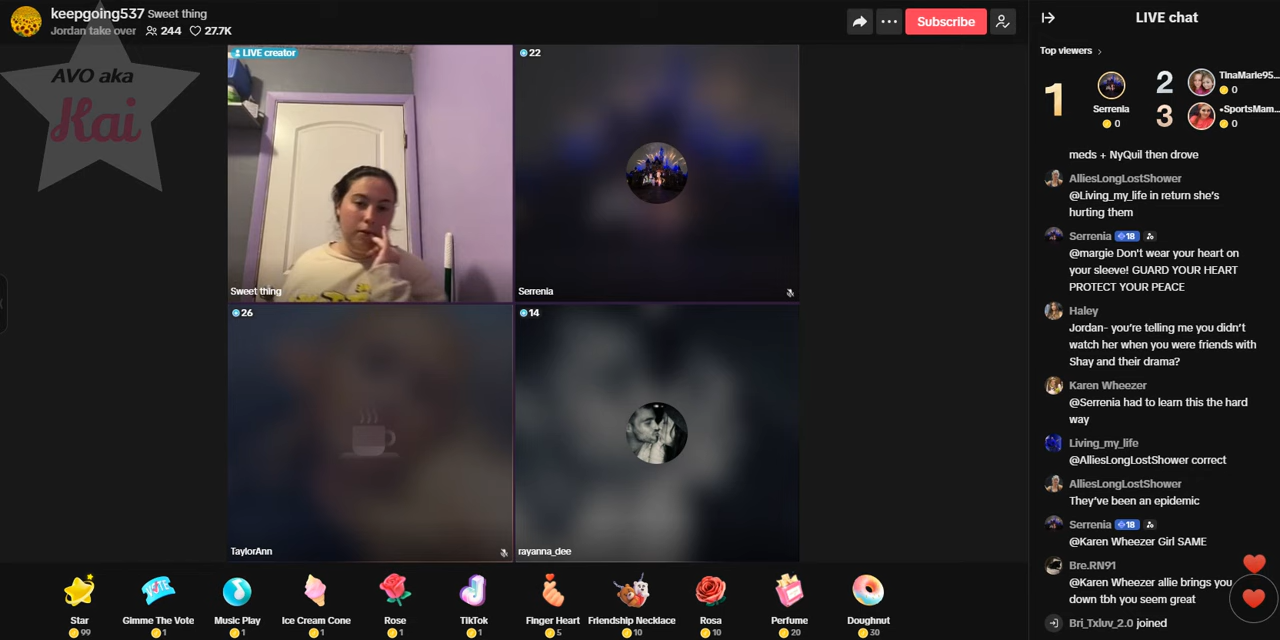 keepgoing537 Sweet thing
Jordan take over 244 27.7K
Subscribe
AVO aka
Kai
LIVE creator
Sweet thing
22
Serrenia
26
TaylorAnn
14
rayanna_dee
Star
99
Gimme The Vote
1
Music Play
1
Ice Cream Cone
1
Rose
1
TikTok
1
Finger Heart
5
Friendship Necklace
10
Rosa
10
Perfume
20
Doughnut
30
LIVE chat
Top viewers >
1
Serrenia
0
2
TinaMarie95...
0
3
•SportsMam...
0
meds + NyQuil then drove
AlliesLongLostShower
@Living_my_life in return she's
hurting them
Serrenia 18
@margie Don't wear your heart on
your sleeve! GUARD YOUR HEART
PROTECT YOUR PEACE
Haley
Jordan- you're telling me you didn't
watch her when you were friends with
Shay and their drama?
Karen Wheezer
@Serrenia had to learn this the hard
way
Living_my_life
@AlliesLongLostShower correct
AlliesLongLostShower
They've been an epidemic
Serrenia 18
@Karen Wheezer Girl SAME
Bre.RN91
@Karen Wheezer allie brings you
down tbh you seem great
Bri_Txluv_2.0 joined